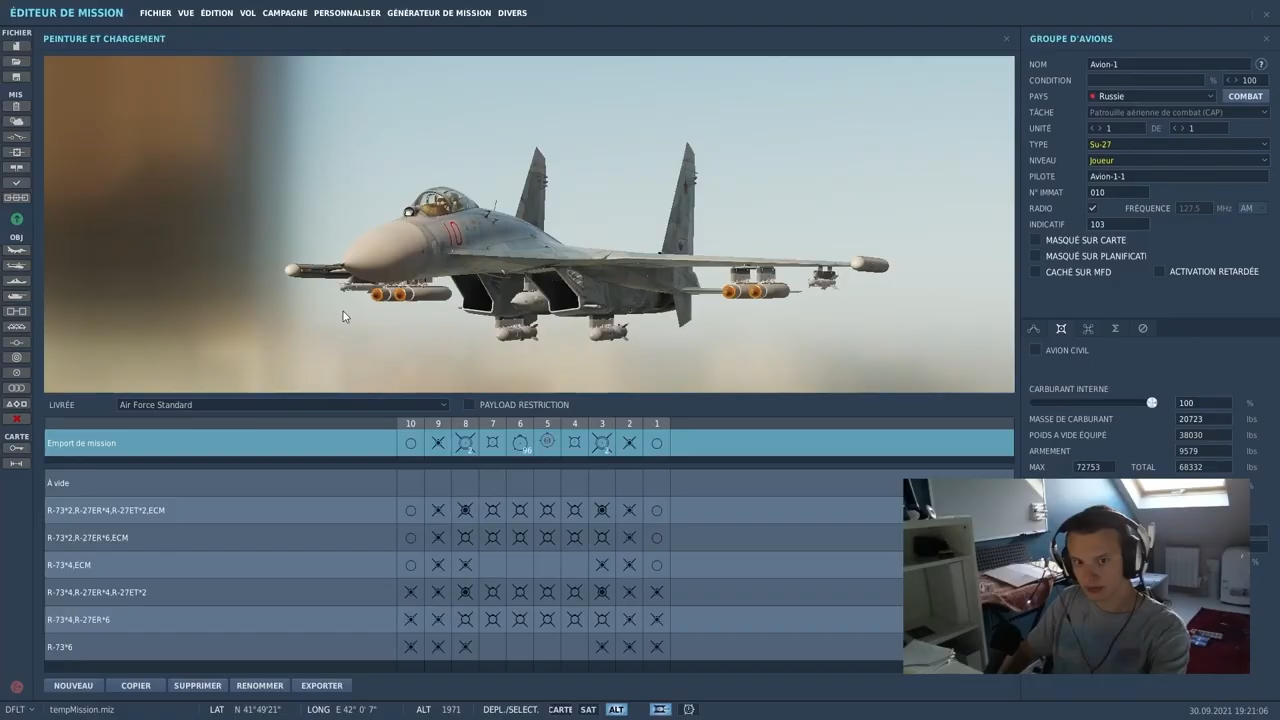 ÉDITEUR DE MISSION FICHIER VUE ÉDITION VOL CAMPAGNE PERSONNALISER GÉNÉRATEUR DE MISSION DIVERS
FICHIER
MIS
OBJ
CARTE
PEINTURE ET CHARGEMENT
10
LIVRÉE Air Force Standard PAYLOAD RESTRICTION
10 9 8 7 6 5 4 3 2 1
Emport de mission 2 96 2
À vide
R-73*2,R-27ER*4,R-27ET*2,ECM
R-73*2,R-27ER*6,ECM
R-73*4,ECM
R-73*4,R-27ER*4,R-27ET*2
R-73*4,R-27ER*6
R-73*6
NOUVEAU COPIER SUPPRIMER RENOMMER EXPORTER
GROUPE D'AVIONS
NOM Avion-1 ?
CONDITION % < > 100
PAYS Russie COMBAT
TÂCHE Patrouille aérienne de combat (CAP)
UNITÉ < > 1 DE < > 1
TYPE Su-27
NIVEAU Joueur
PILOTE Avion-1-1
N° IMMAT 010
RADIO FRÉQUENCE 127.5 MHz AM
INDICATIF 103
MASQUÉ SUR CARTE
MASQUÉ SUR PLANIFICATI
CACHÉ SUR MFD ACTIVATION RETARDÉE
AVION CIVIL
CARBURANT INTERNE
100 %
MASSE DE CARBURANT 20723 lbs
POIDS A VIDE ÉQUIPÉ 38030 lbs
ARMEMENT 9579 lbs
MAX 72753 TOTAL 68332 lbs
%
DFLT tempMission.miz LAT N 41°49'21" LONG E 42° 0' 7" ALT 1971 DEPL./SELECT. CARTE SAT ALT 30.09.2021 19:21:06